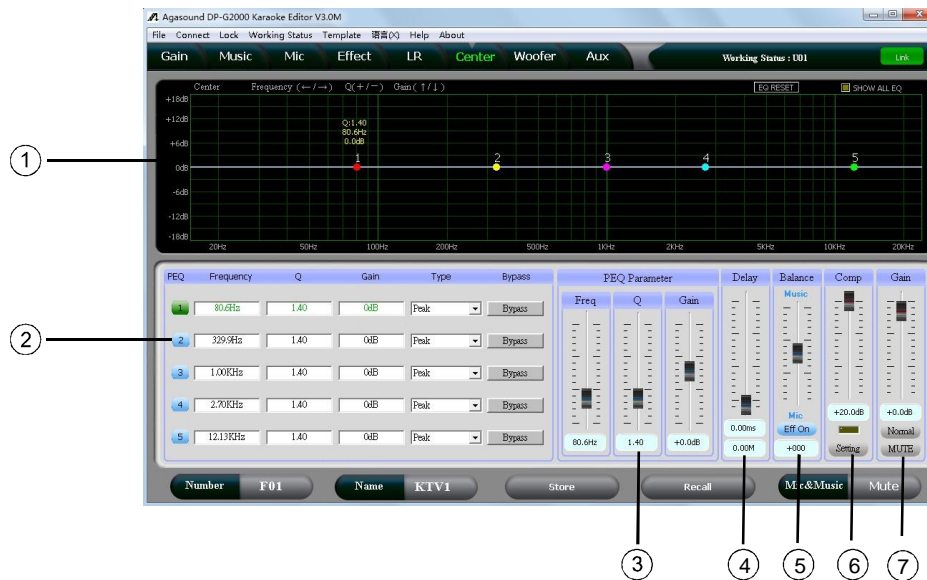 Agasound DP-G2000 Karaoke Editor V3.0M
File Connect Lock Working Status Template 语言(X) Help About
Gain Music Mic Effect LR Center Woofer Aux Working Status : U01 Link
Center Frequency (←/→) Q(+/−) Gain(↑/↓) EQ RESET SHOW ALL EQ
+18dB
+12dB
Q:1.40
80.6Hz
+6dB
0.0dB
1 2 3 4 5
0dB
-6dB
-12dB
-18dB
20Hz 50Hz 100Hz 200Hz 500Hz 1KHz 2KHz 5KHz 10KHz 20KHz
PEQ Frequency Q Gain Type Bypass
1 80.6Hz 1.40 0dB Peak Bypass
2 329.9Hz 1.40 0dB Peak Bypass
3 1.00KHz 1.40 0dB Peak Bypass
4 2.70KHz 1.40 0dB Peak Bypass
5 12.13KHz 1.40 0dB Peak Bypass
PEQ Parameter
Freq Q Gain
80.6Hz 1.40 +0.0dB
Delay
0.00ms
0.00M
Balance
Music
Mic
Eff On
+000
Comp
+20.0dB
Setting
Gain
+0.0dB
Normal
MUTE
Number F01 Name KTV1 Store Recall Mic&Music Mute
1
2
3 4 5 6 7